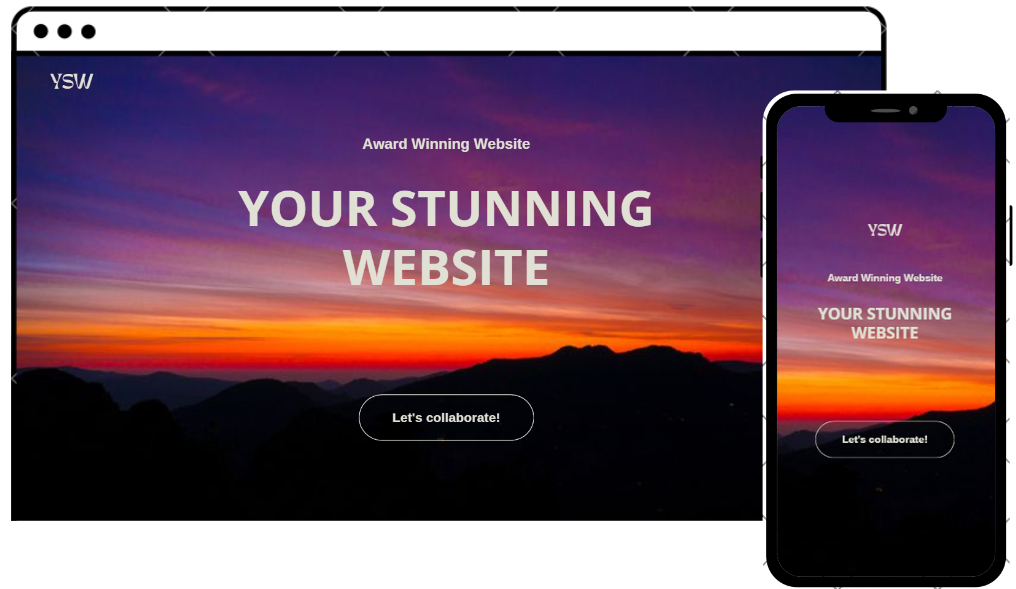 YSW
Award Winning Website
YOUR STUNNING
WEBSITE
Let's collaborate!
YSW
Award Winning Website
YOUR STUNNING
WEBSITE
Let's collaborate!